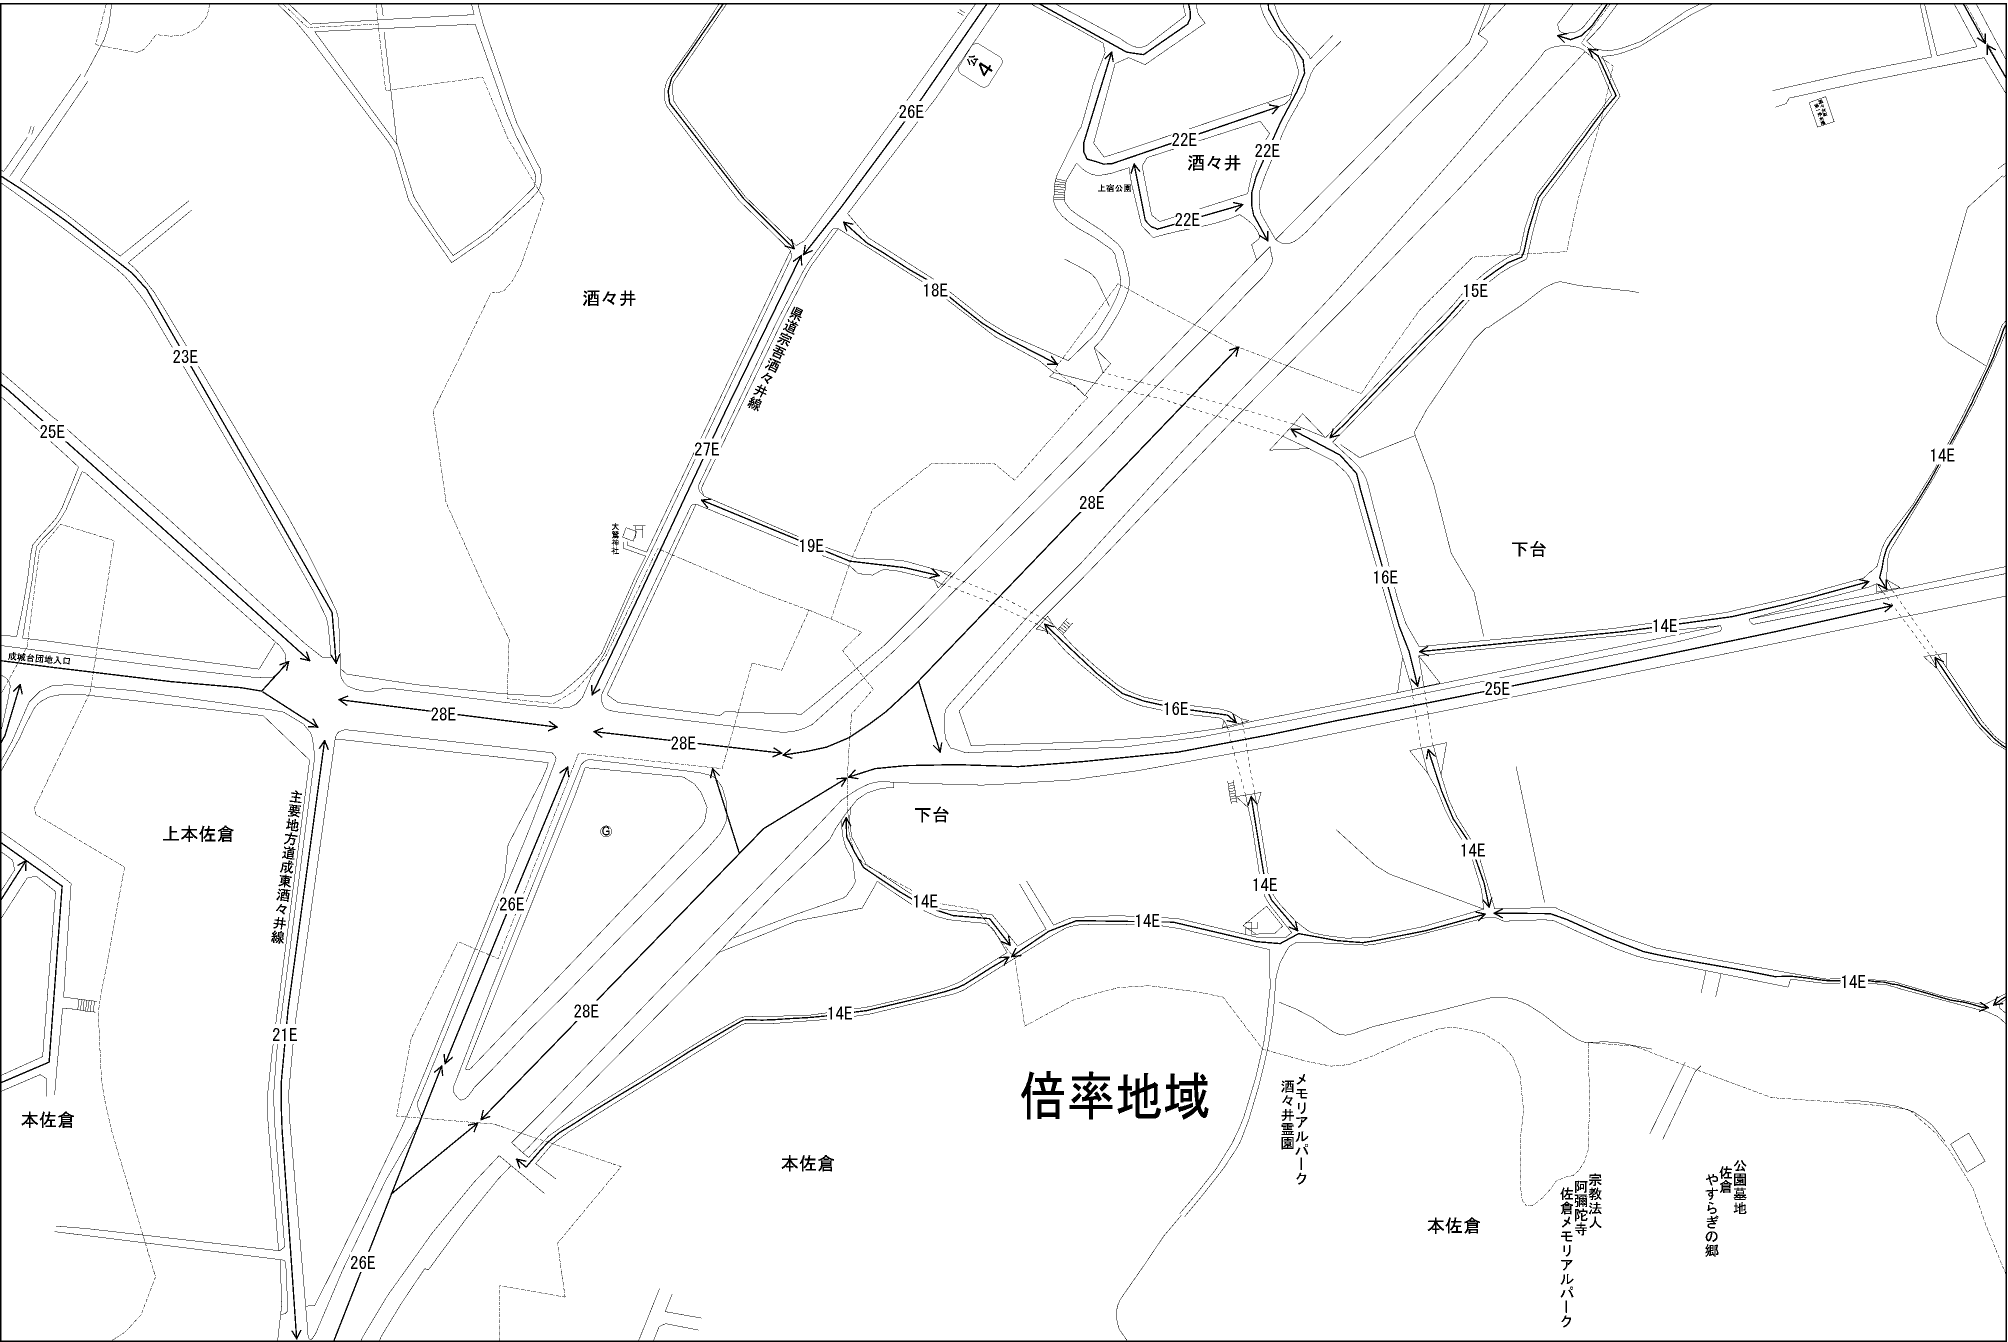 公
4
26E
22E
22E
酒々井
上宿公園
22E
18E
15E
酒々井
県道宗吾酒々井線
23E
25E
27E
14E
28E
大鷲神社
19E
下台
16E
14E
成城台団地入口
25E
28E
16E
28E
主要地方道成東酒々井線
上本佐倉
G
下台
14E
14E
26E
14E
14E
14E
28E
14E
21E
倍率地域
メモリアルパーク
酒々井霊園
本佐倉
本佐倉
公園墓地
佐倉
やすらぎの郷
宗教法人
阿彌陀寺
佐倉メモリアルパーク
本佐倉
26E